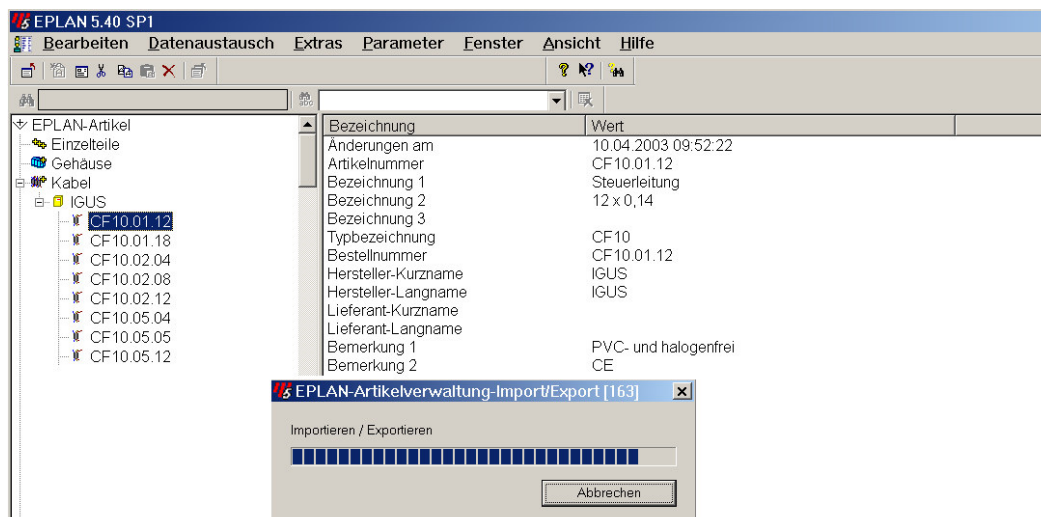 EPLAN 5.40 SP1
Bearbeiten Datenaustausch Extras Parameter Fenster Ansicht Hilfe
EPLAN-Artikel
Einzelteile
Gehäuse
Kabel
IGUS
CF10.01.12
CF10.01.18
CF10.02.04
CF10.02.08
CF10.02.12
CF10.05.04
CF10.05.05
CF10.05.12
Bezeichnung Wert
Änderungen am 10.04.2003 09:52:22
Artikelnummer CF10.01.12
Bezeichnung 1 Steuerleitung
Bezeichnung 2 12 x 0,14
Bezeichnung 3
Typbezeichnung CF10
Bestellnummer CF10.01.12
Hersteller-Kurzname IGUS
Hersteller-Langname IGUS
Lieferant-Kurzname
Lieferant-Langname
Bemerkung 1 PVC- und halogenfrei
Bemerkung 2 CE
EPLAN-Artikelverwaltung-Import/Export [163]
Importieren / Exportieren
Abbrechen